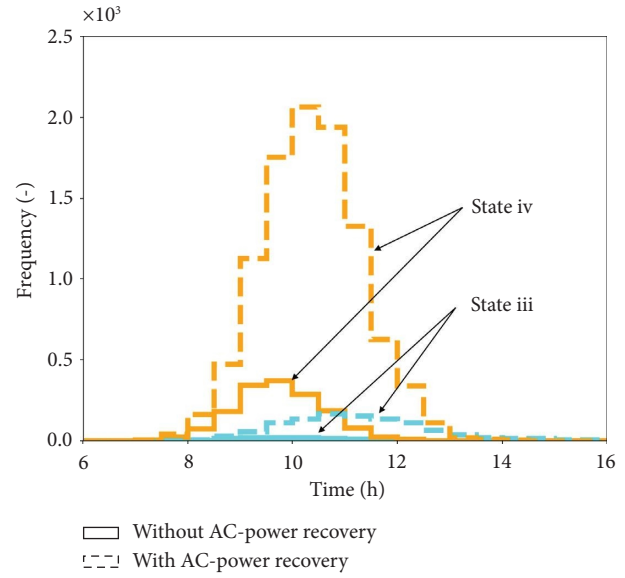 ×10³
2.5
2.0
1.5
1.0
0.5
0.0
Frequency (-)
State iv
State iii
6 8 10 12 14 16
Time (h)
Without AC-power recovery
With AC-power recovery